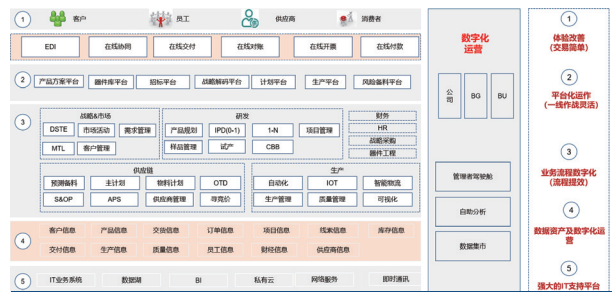 1 客户 员工 供应商 消费者
EDI 在线协同 在线交付 在线对账 在线开票 在线付款
2 产品方案平台 器件库平台 招标平台 战略解码平台 计划平台 生产平台 风险备料平台
3
战略&市场
DSTE 市场活动 需求管理
MTL 客户管理
研发
产品规划 IPD(0-1) 1-N 项目管理
样品管理 试产 CBB
财务
HR
战略采购
器件工程
供应链
预测备料 主计划 物料计划 OTD
S&OP APS 供应商管理 寻竞价
生产
自动化 IOT 智能物流
生产管理 质量管理 可视化
4
客户信息 产品信息 交货信息 订单信息 项目信息 线索信息 库存信息
交付信息 生产信息 质量信息 员工信息 财经信息 供应商信息
5 IT业务系统 数据湖 BI 私有云 网络服务 即时通讯
数字化
运营
公司 BG BU
管理者驾驶舱
自助分析
数据集市
1
体验改善
(交易简单)
2
平台化运作
(一线作战灵活)
3
业务流程数字化
(流程提效)
4
数据资产及数字化运
营
5
强大的IT支持平台